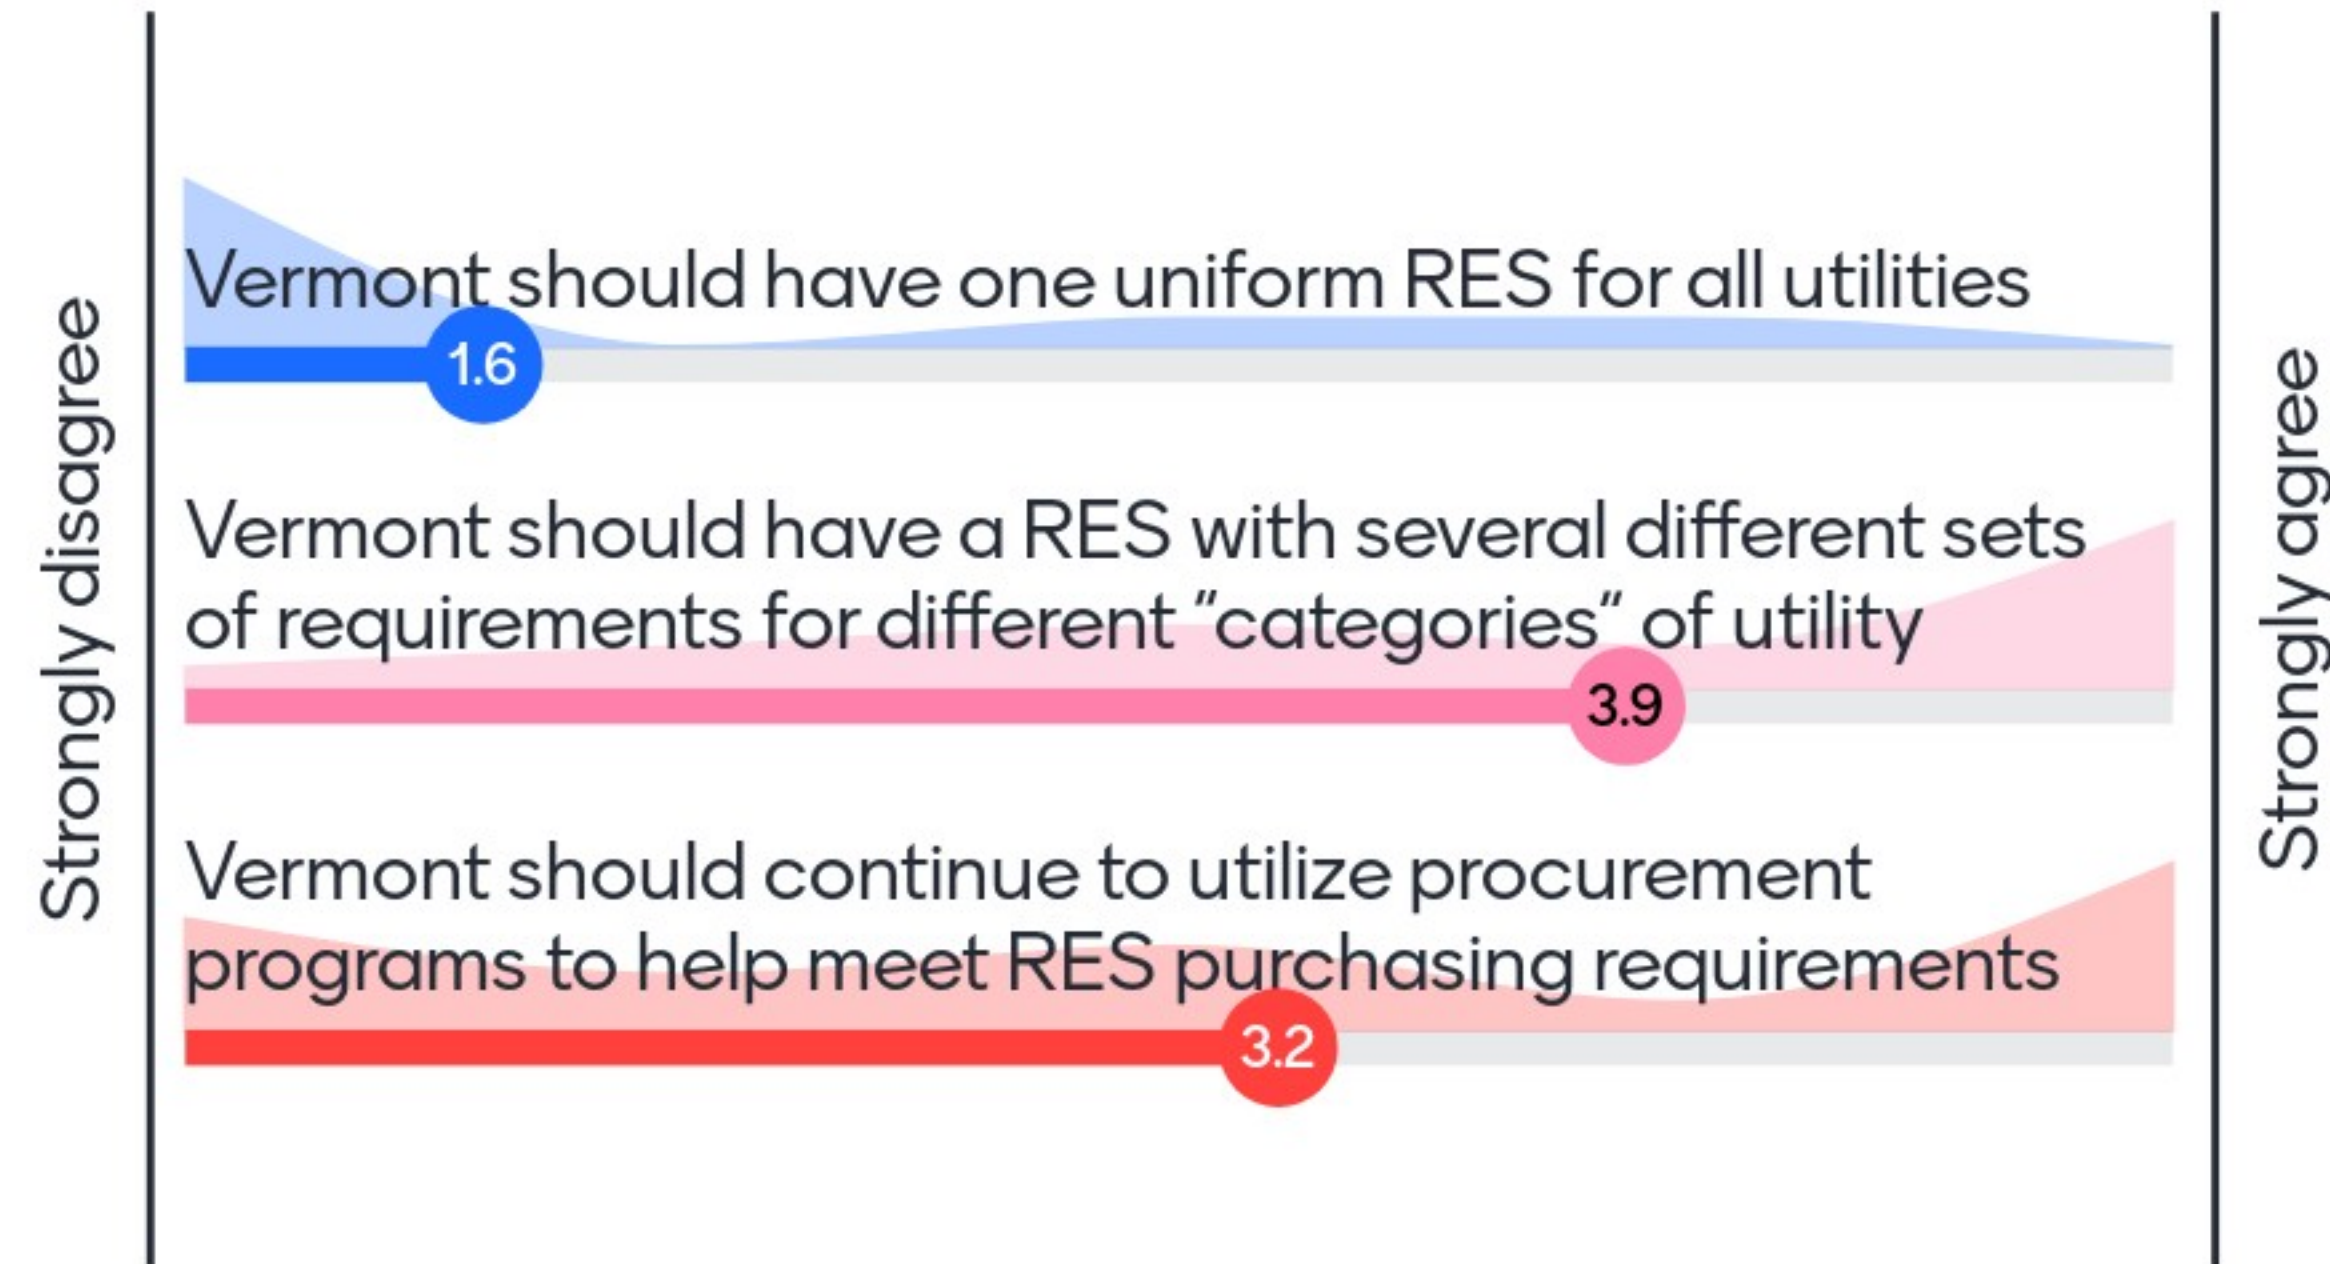 Strongly disagree
Vermont should have one uniform RES for all utilities
1.6
Vermont should have a RES with several different sets
of requirements for different "categories" of utility
3.9
Vermont should continue to utilize procurement
programs to help meet RES purchasing requirements
3.2
Strongly agree